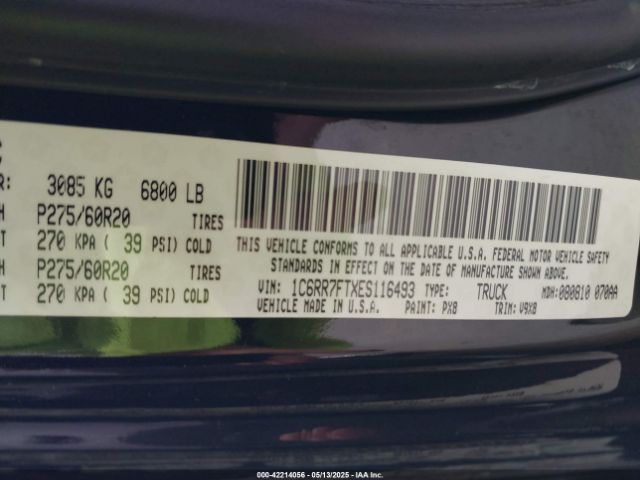 C
R: 3085 KG 6800 LB
H P275/60R20 TIRES
T 270 KPA ( 39 PSI) COLD
H P275/60R20 TIRES
T 270 KPA ( 39 PSI) COLD
THIS VEHICLE CONFORMS TO ALL APPLICABLE U.S.A. FEDERAL MOTOR VEHICLE SAFETY
STANDARDS IN EFFECT ON THE DATE OF MANUFACTURE SHOWN ABOVE.
VIN: 1C6RR7FTXES116493 TYPE: TRUCK MDH:080610 070AA
VEHICLE MADE IN U.S.A. PAINT: PX8 TRIM: V9X8
000-42214056 - 05/13/2025 - IAA Inc.